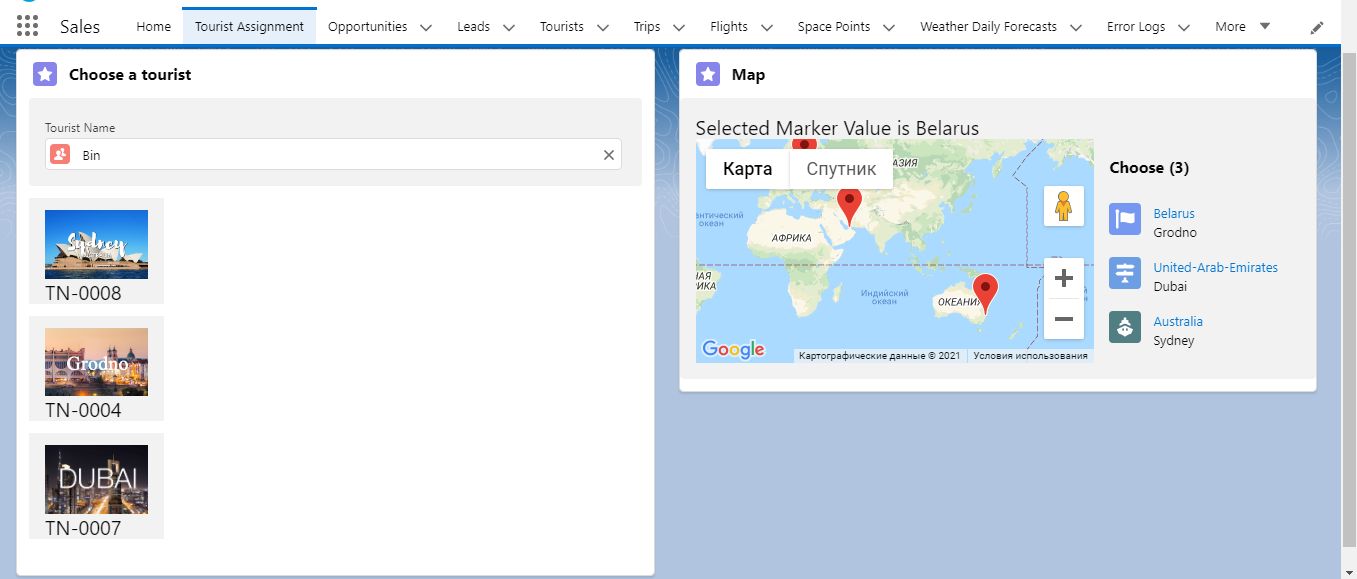 Sales
Home
Tourist Assignment
Opportunities
Leads
Tourists
Trips
Flights
Space Points
Weather Daily Forecasts
Error Logs
More
Choose a tourist
Tourist Name
Bin
Sydney
TN-0008
Grodno
TN-0004
DUBAI
TN-0007
Map
Selected Marker Value is Belarus
Карта
Спутник
АЗИЯ
нтический
океан
АФРИКА
НАЯ
РИКА
Индийский
океан
ОКЕАНИЯ
Google
Картографические данные © 2021
Условия использования
Choose (3)
Belarus
Grodno
United-Arab-Emirates
Dubai
Australia
Sydney